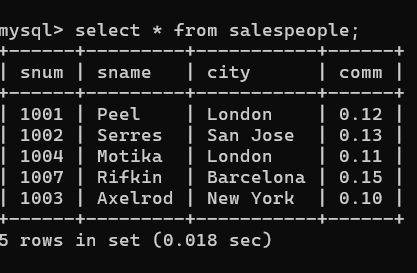 mysql> select * from salespeople;
+------+---------+-----------+------+
| snum | sname   | city      | comm |
+------+---------+-----------+------+
| 1001 | Peel    | London    | 0.12 |
| 1002 | Serres  | San Jose  | 0.13 |
| 1004 | Motika  | London    | 0.11 |
| 1007 | Rifkin  | Barcelona | 0.15 |
| 1003 | Axelrod | New York  | 0.10 |
+------+---------+-----------+------+
5 rows in set (0.018 sec)